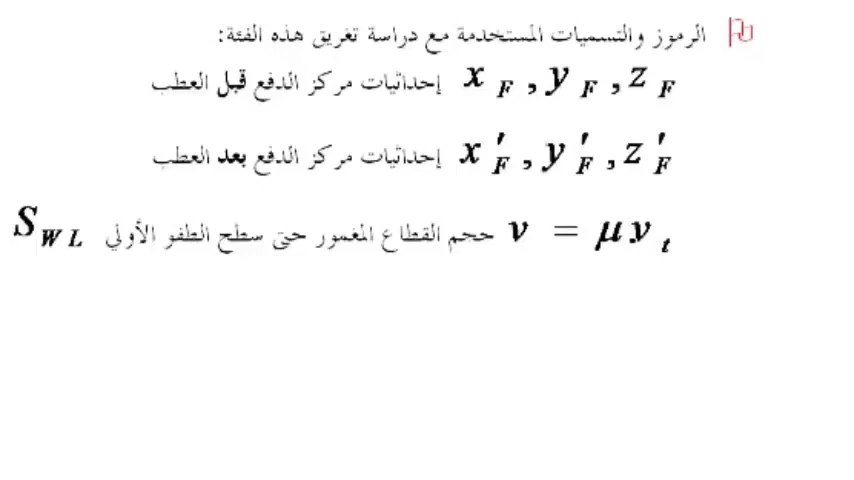 الرموز والتسميات المستخدمة مع دراسة تغريق هذه الفئة:
x F , y F , z F إحداثيات مركز الدفع قبل العطب
x′F , y′F , z′F إحداثيات مركز الدفع بعد العطب
v = μ v t حجم القطاع المغمور حتى سطح الطفو الأولي S W L